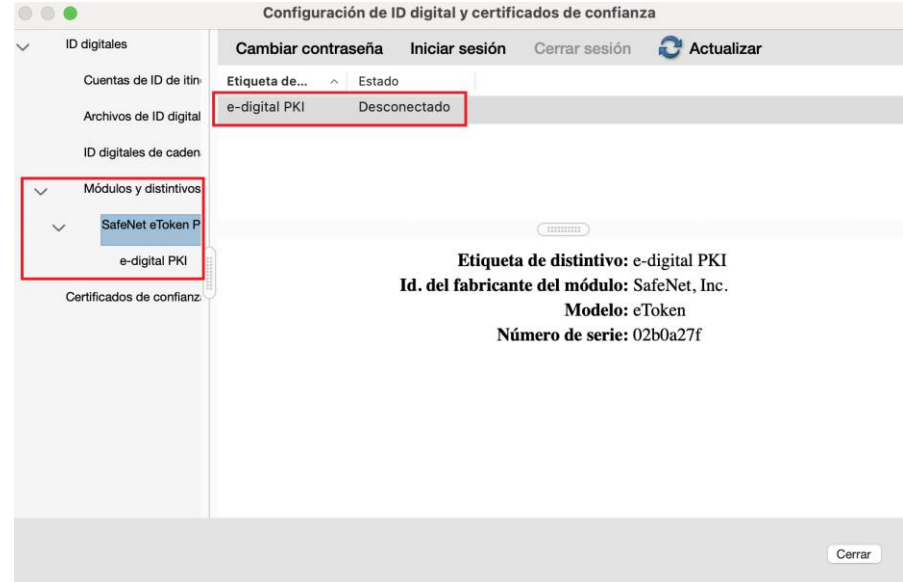 Configuración de ID digital y certificados de confianza
ID digitales
Cuentas de ID de itin
Archivos de ID digital
ID digitales de caden
Módulos y distintivos
SafeNet eToken P
e-digital PKI
Certificados de confianz
Cambiar contraseña Iniciar sesión Cerrar sesión Actualizar
Etiqueta de... Estado
e-digital PKI Desconectado
Etiqueta de distintivo: e-digital PKI
Id. del fabricante del módulo: SafeNet, Inc.
Modelo: eToken
Número de serie: 02b0a27f
Cerrar